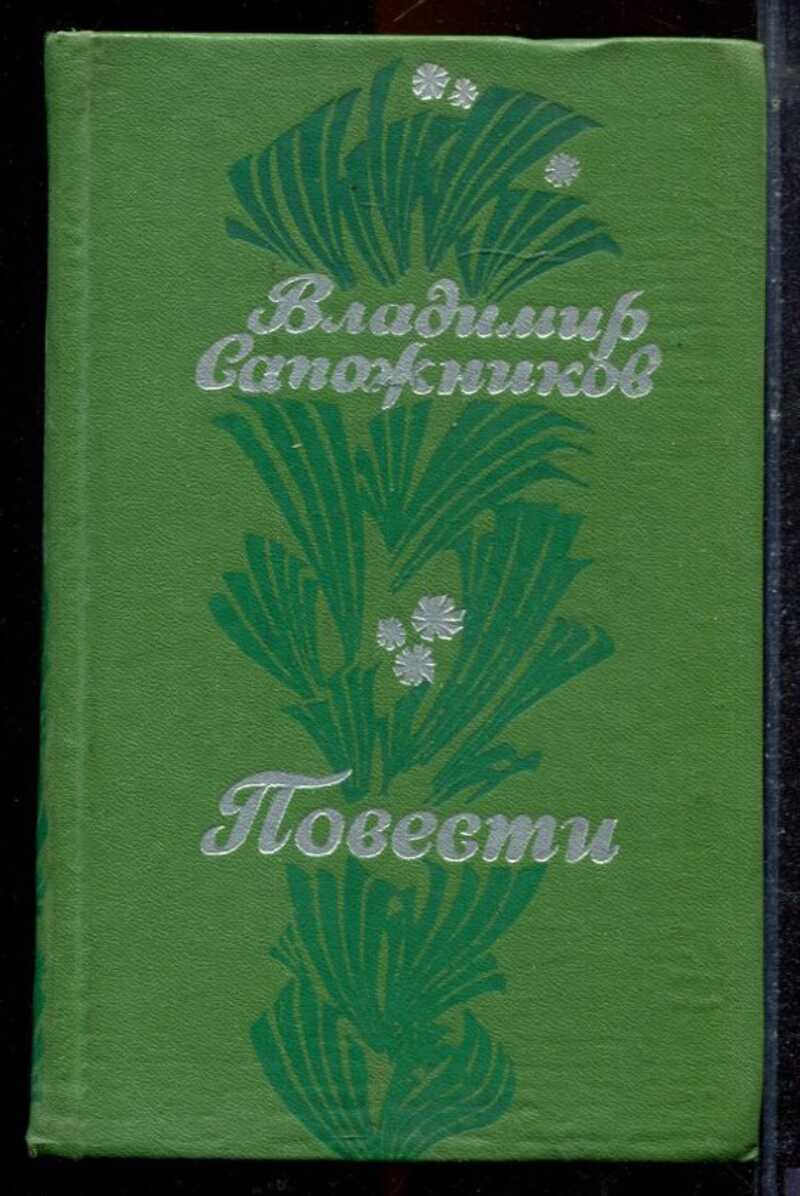 Владимир
Сапожников
Повести